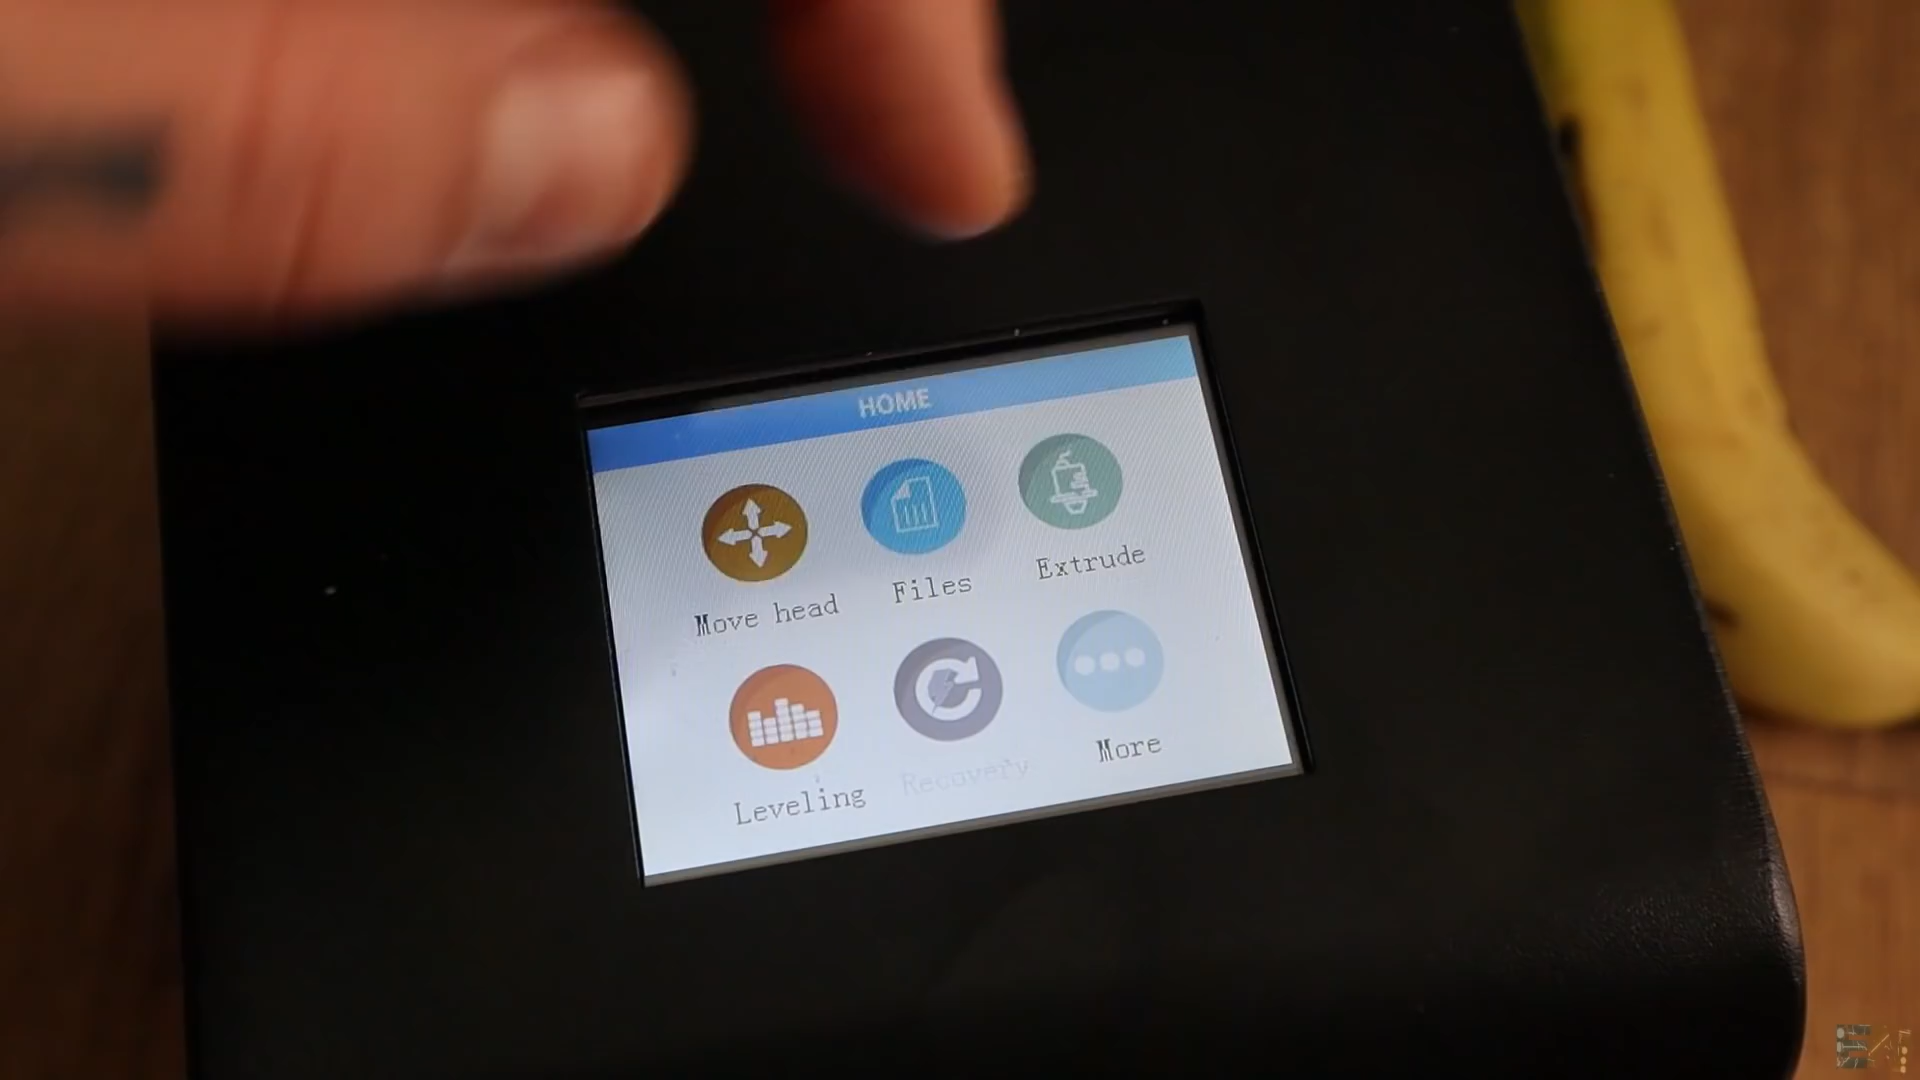 HOME
Move head
Files
Extrude
Leveling
Recovery
More